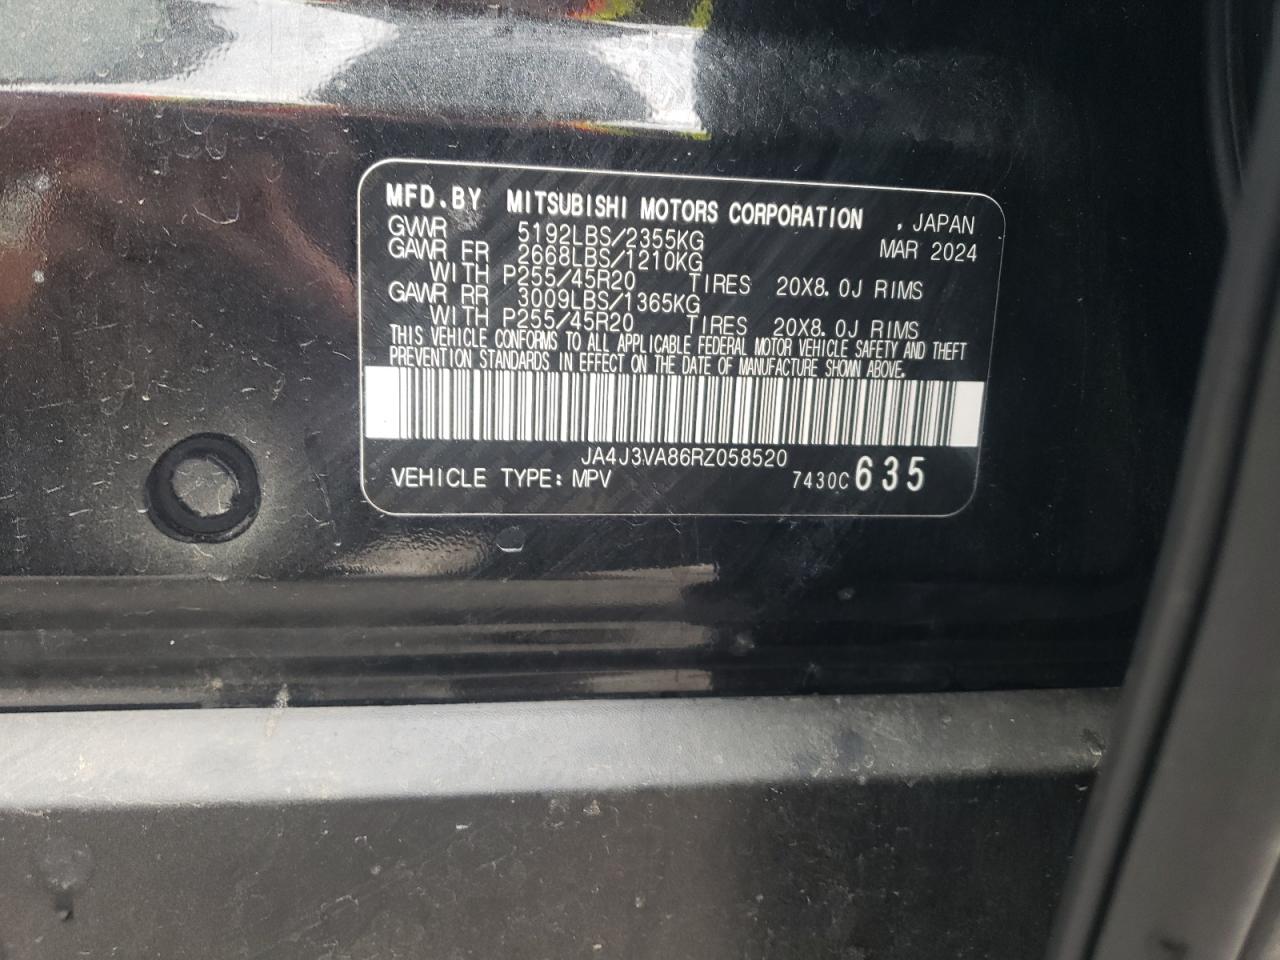 MFD.BY MITSUBISHI MOTORS CORPORATION , JAPAN
GWWR 5192LBS/2355KG MAR 2024
GAWR FR 2668LBS/1210KG
WITH P255/45R20 TIRES 20X8.0J RIMS
GAWR RR 3009LBS/1365KG
WITH P255/45R20 TIRES 20X8.0J RIMS
THIS VEHICLE CONFORMS TO ALL APPLICABLE FEDERAL MOTOR VEHICLE SAFETY AND THEFT
PREVENTION STANDARDS IN EFFECT ON THE DATE OF MANUFACTURE SHOWN ABOVE.
JA4J3VA86RZ058520
VEHICLE TYPE: MPV 7430C 635